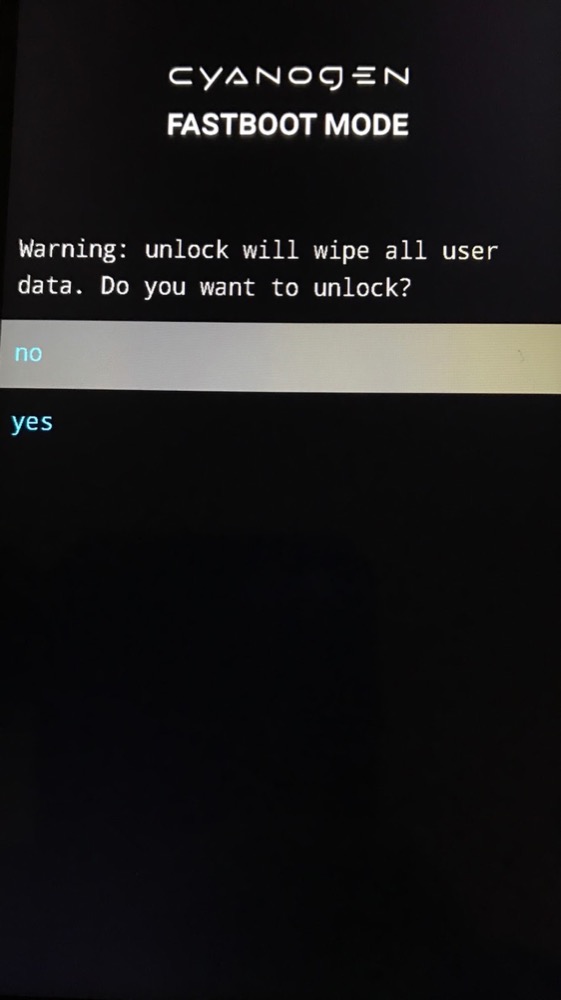 CYANOGEN
FASTBOOT MODE
Warning: unlock will wipe all user
data. Do you want to unlock?
no
yes